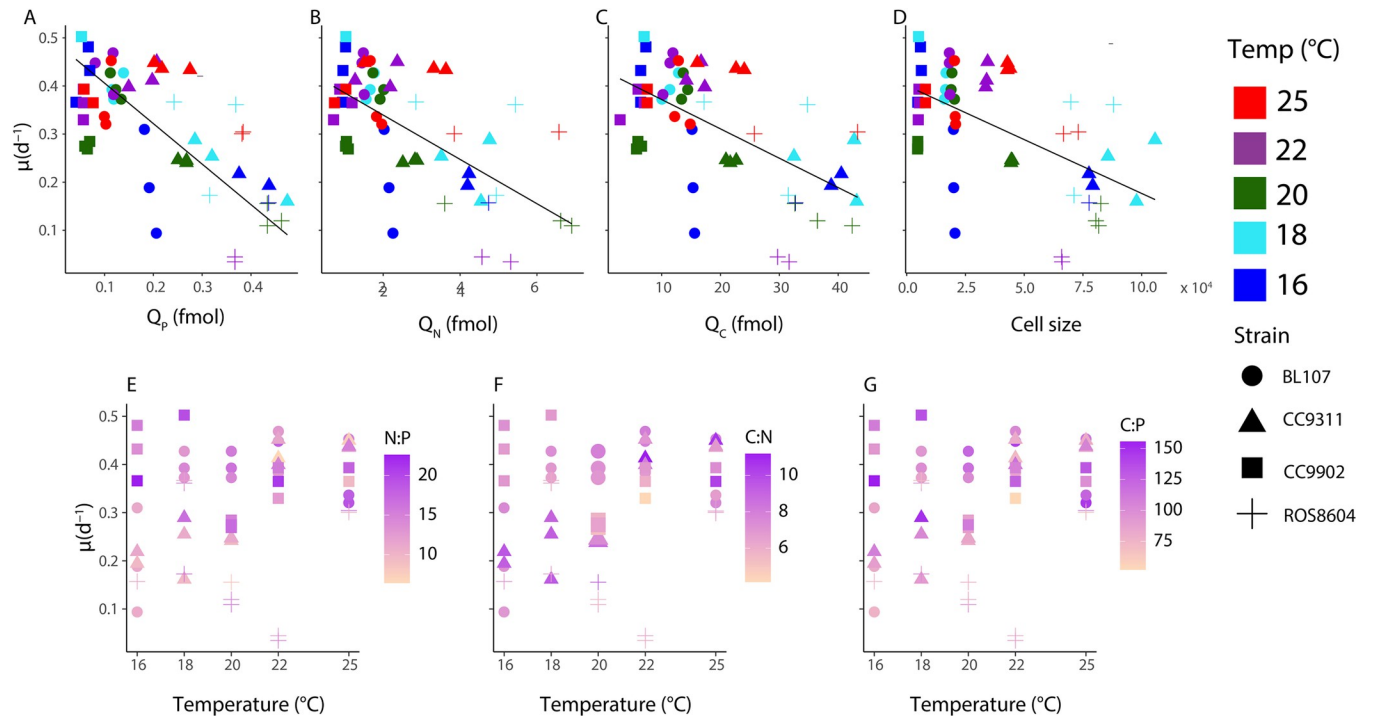 A
B
C
D
μ(d⁻¹)
0.5
0.4
0.3
0.2
0.1
0.1 0.2 0.3 0.4
2 4 6
2 4
10 20 30 40
0.0 2.5 5.0 7.5 10.0 x 10⁴
Q_P (fmol)
Q_N (fmol)
Q_C (fmol)
Cell size
Temp (°C)
25
22
20
18
16
Strain
BL107
CC9311
CC9902
ROS8604
E
μ(d⁻¹)
0.5
0.4
0.3
0.2
0.1
16 18 20 22 25
Temperature (°C)
N:P
20
15
10
F
16 18 20 22 25
Temperature (°C)
C:N
10
8
6
G
16 18 20 22 25
Temperature (°C)
C:P
150
125
100
75